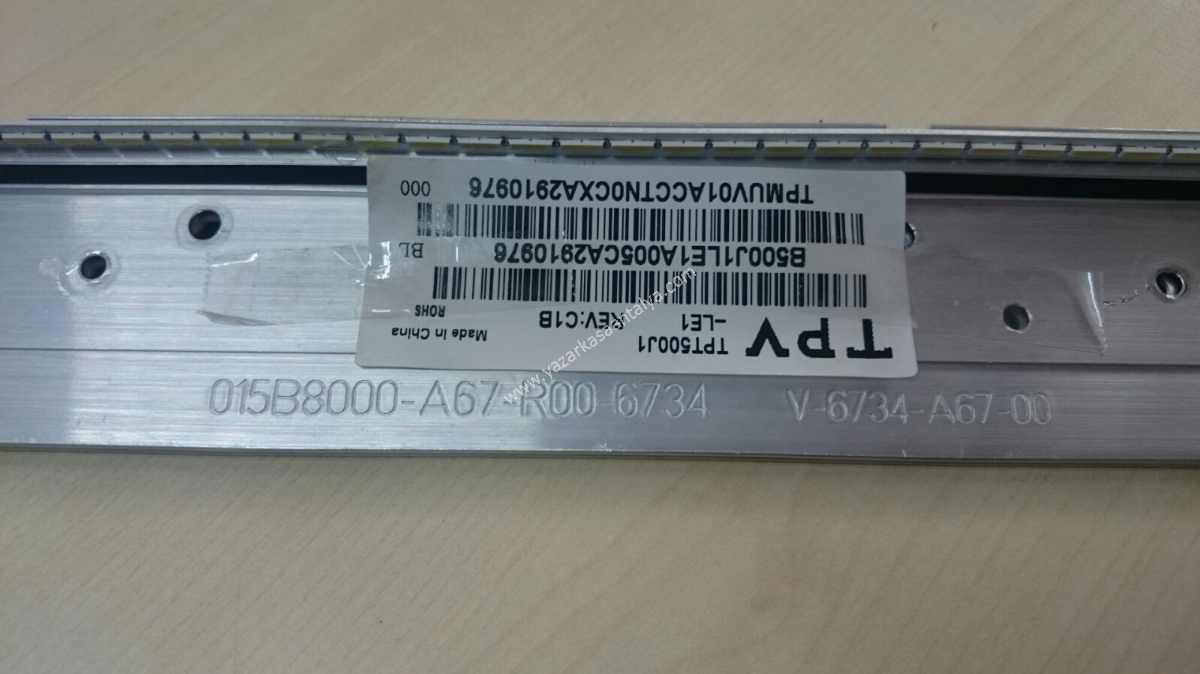 TPV
TPT500J1
-LE1
REV:C1B
Made in China
ROHS
B500J1LE1A005CA2910976
BL
TPMUV01ACCTN0CXA2910976
000
015B8000-A67-R00-6734
V-6734-A67-00
www.yazarkasaantalya.com